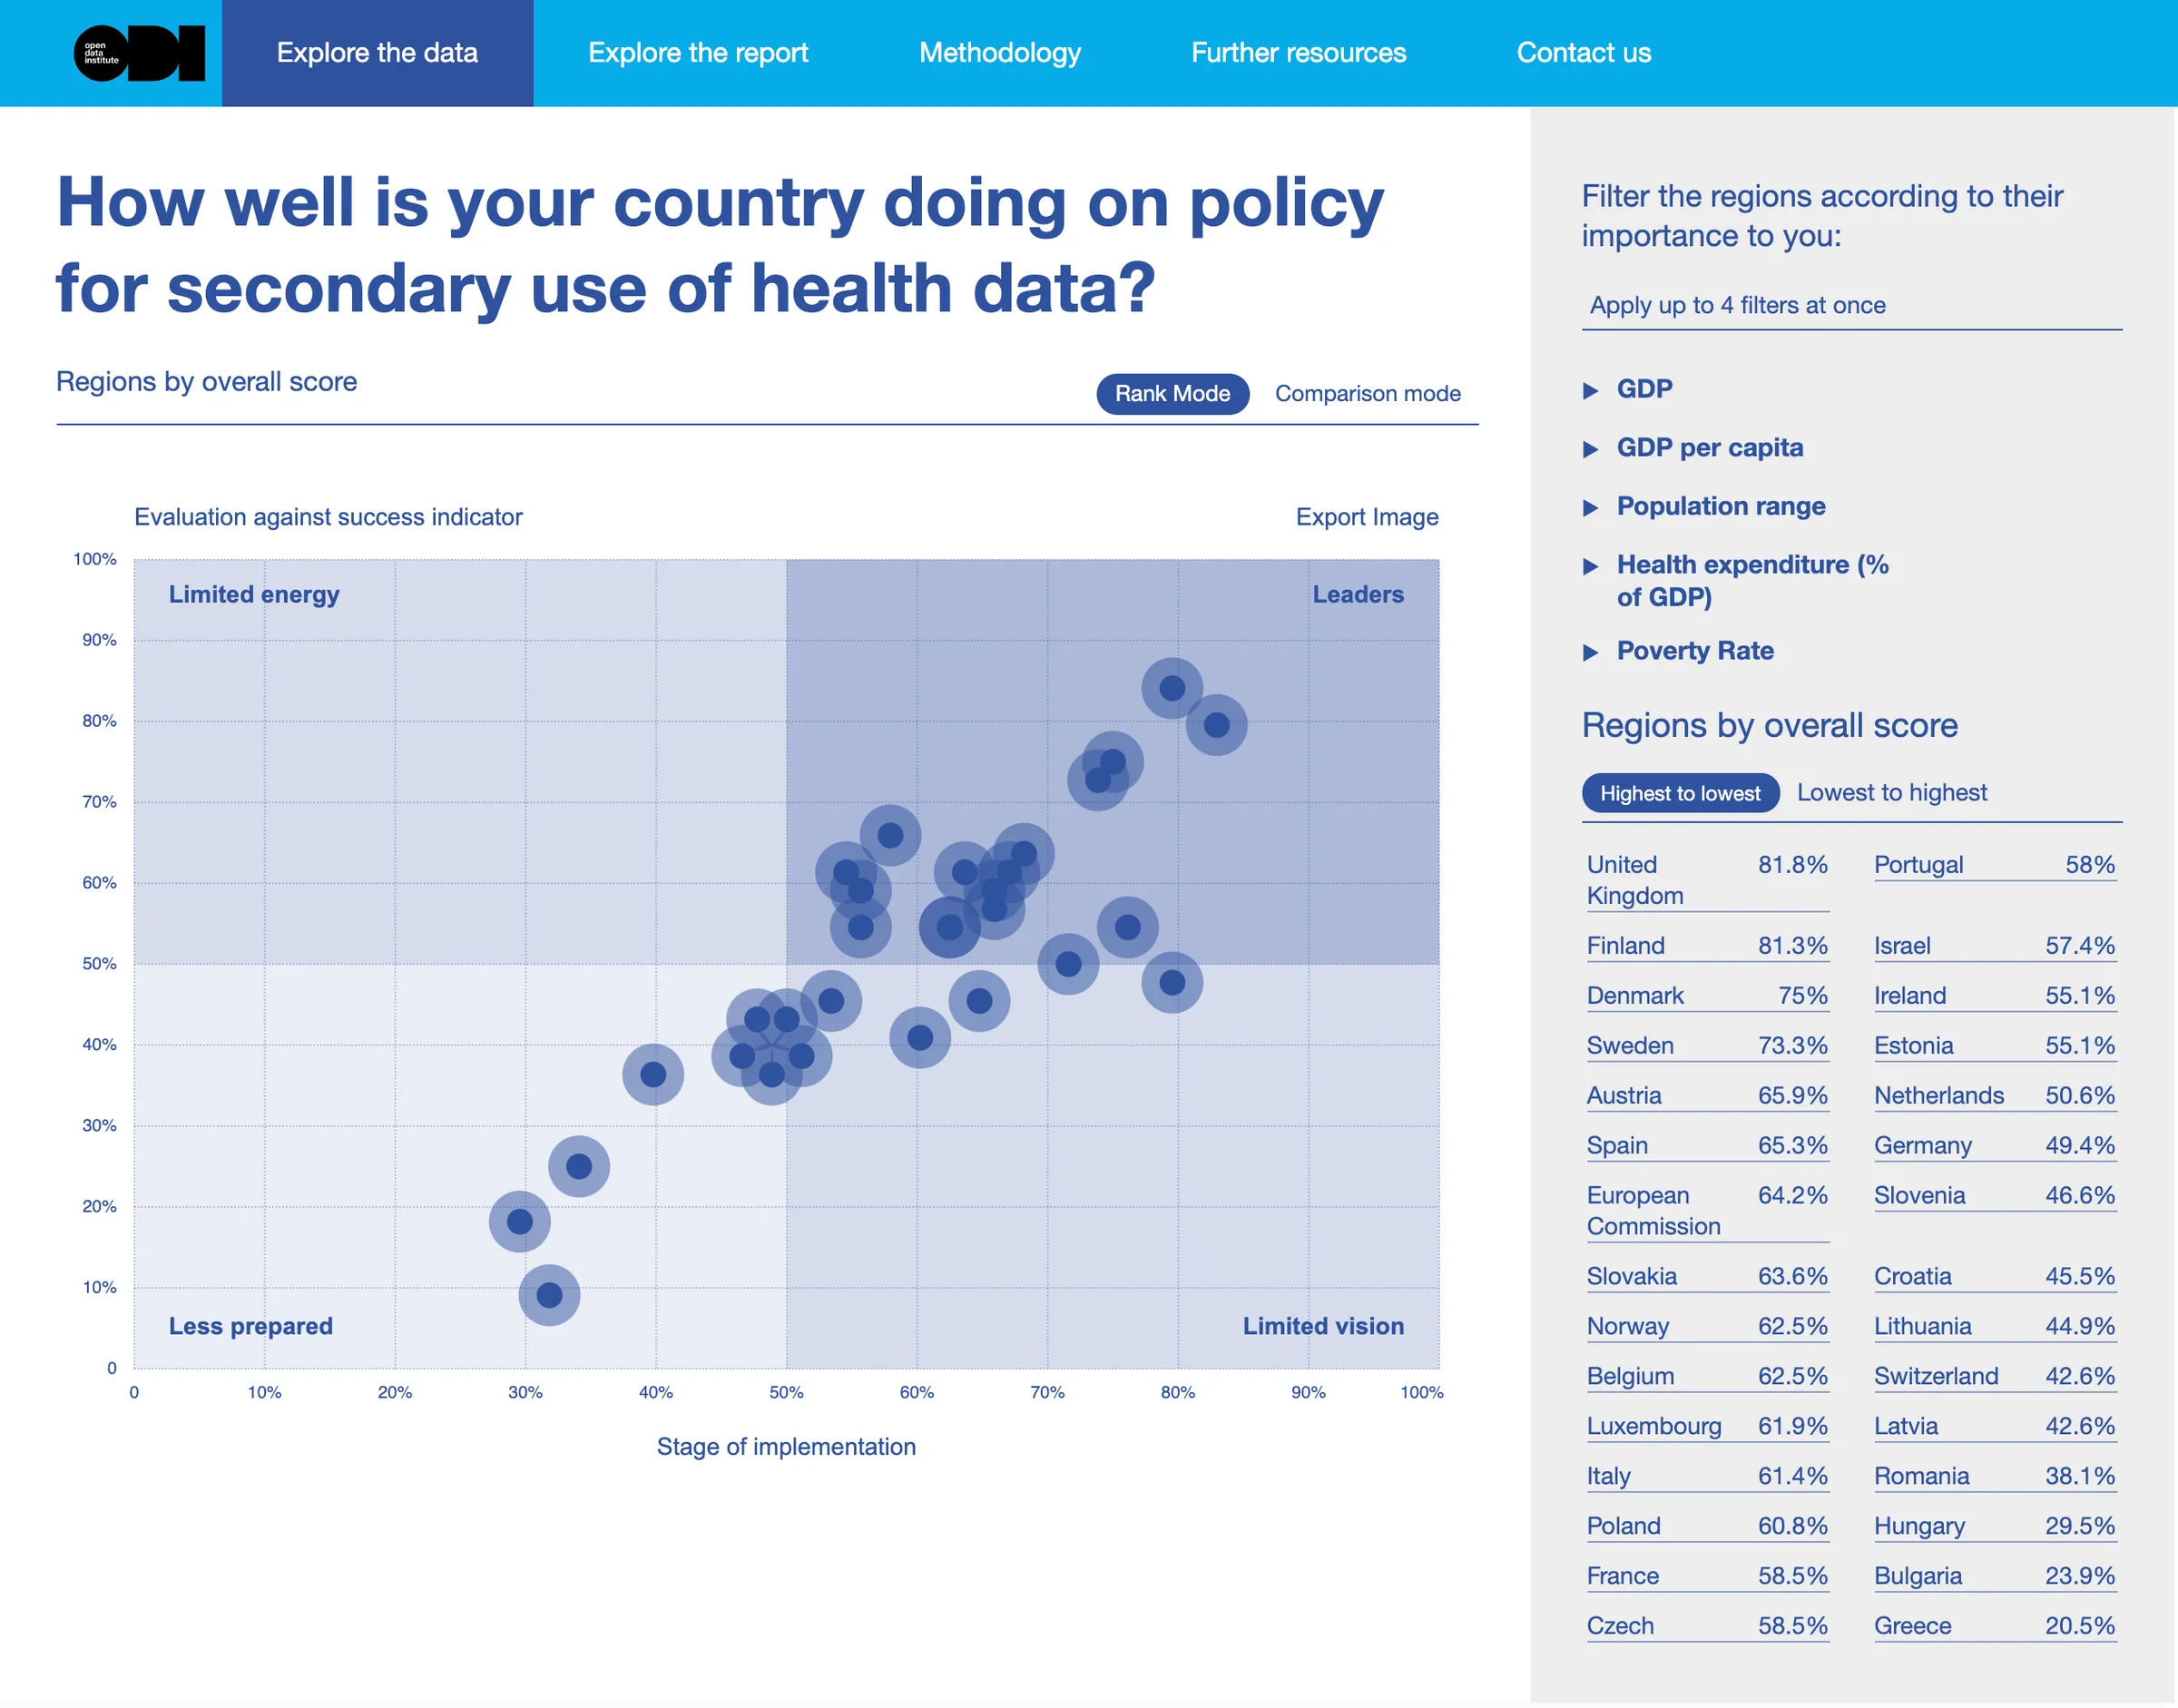 open
data
institute
ODI
Explore the data
Explore the report
Methodology
Further resources
Contact us
How well is your country doing on policy
for secondary use of health data?
Regions by overall score
Rank Mode
Comparison mode
Evaluation against success indicator
Export Image
100%
90%
80%
70%
60%
50%
40%
30%
20%
10%
0
Limited energy
Leaders
Less prepared
Limited vision
0
10%
20%
30%
40%
50%
60%
70%
80%
90%
100%
Stage of implementation
Filter the regions according to their
importance to you:
Apply up to 4 filters at once
GDP
GDP per capita
Population range
Health expenditure (%
of GDP)
Poverty Rate
Regions by overall score
Highest to lowest
Lowest to highest
United 81.8%
Kingdom
Finland 81.3%
Denmark 75%
Sweden 73.3%
Austria 65.9%
Spain 65.3%
European 64.2%
Commission
Slovakia 63.6%
Norway 62.5%
Belgium 62.5%
Luxembourg 61.9%
Italy 61.4%
Poland 60.8%
France 58.5%
Czech 58.5%
Portugal 58%
Israel 57.4%
Ireland 55.1%
Estonia 55.1%
Netherlands 50.6%
Germany 49.4%
Slovenia 46.6%
Croatia 45.5%
Lithuania 44.9%
Switzerland 42.6%
Latvia 42.6%
Romania 38.1%
Hungary 29.5%
Bulgaria 23.9%
Greece 20.5%